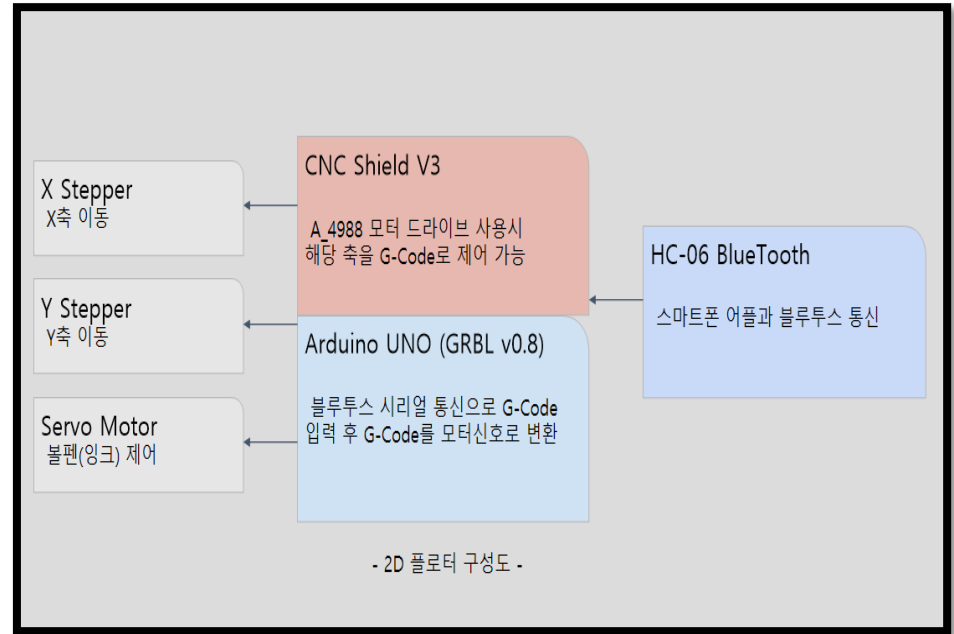 X Stepper
X축 이동
Y Stepper
Y축 이동
Servo Motor
볼펜(잉크) 제어
CNC Shield V3
A_4988 모터 드라이브 사용시
해당 축을 G-Code로 제어 가능
Arduino UNO (GRBL v0.8)
블루투스 시리얼 통신으로 G-Code
입력 후 G-Code를 모터신호로 변환
HC-06 BlueTooth
스마트폰 어플과 블루투스 통신
- 2D 플로터 구성도 -